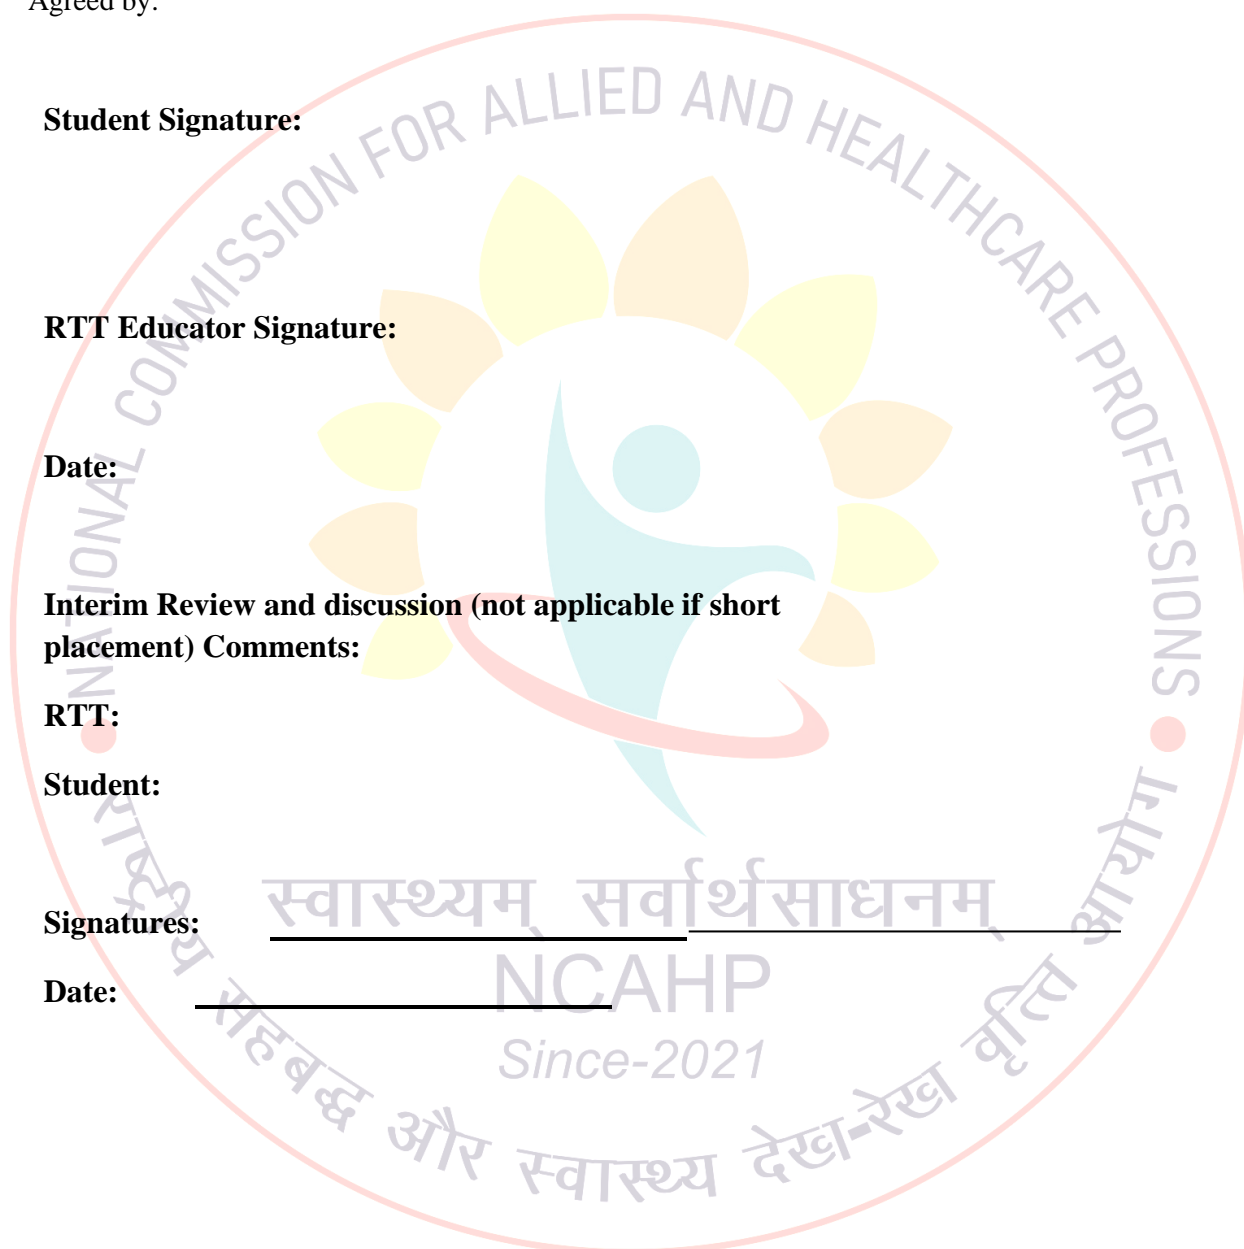 Agreed by:
NATIONAL COMMISSION FOR ALLIED AND HEALTHCARE PROFESSIONS
Student Signature:
RTT Educator Signature:
Date:
Interim Review and discussion (not applicable if short
placement) Comments:
RTT:
Student:
स्वास्थ्यम् सर्वार्थसाधनम्
Signatures:
NCAHP
Date:
Since-2021
राष्ट्रीय सहबद्ध और स्वास्थ्य देख-रेख वृत्ति आयोग